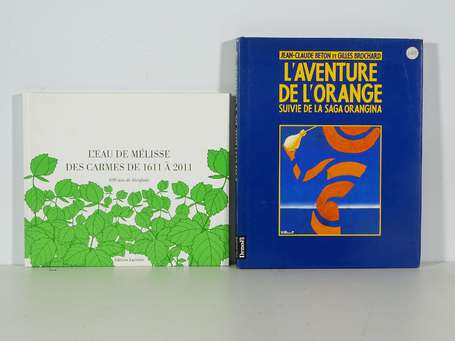 L'EAU DE MÉLISSE
DES CARMES DE 1611 À 2011
JEAN-CLAUDE BETON ET GILLES BROCHARD
L'AVENTURE
DE L'ORANGE
SUIVIE DE LA SAGA ORANGINA
Denoël